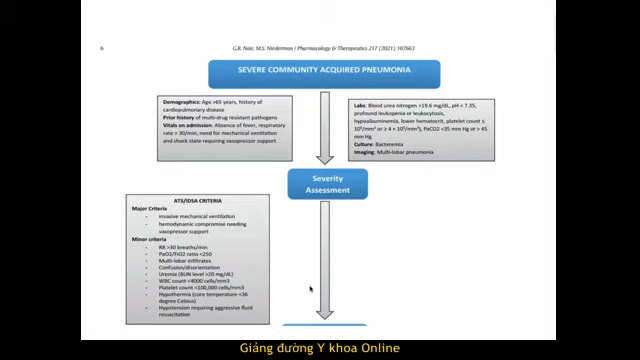 6
G.B. Nair, M.S. Niederman / Pharmacology & Therapeutics 217 (2021) 107663
SEVERE COMMUNITY ACQUIRED PNEUMONIA
Demographics: Age >65 years, history of
cardiopulmonary disease
Prior history of multi-drug resistant pathogens
Vitals on admission: Absence of fever, respiratory
rate > 30/min, need for mechanical ventilation
and shock state requiring vasopressor support
Labs: Blood urea nitrogen >19.6 mg/dL, pH < 7.35,
profound leukopenia or leukocytosis,
hypoalbuminemia, lower hematocrit, platelet count ≤
10⁵/mm³ or ≥ 4 × 10⁵/mm³), PaCO2 <35 mm Hg or > 45
mm Hg
Culture: Bacteremia
Imaging: Multi-lobar pneumonia
Severity
Assessment
ATS/IDSA CRITERIA
Major Criteria
- invasive mechanical ventilation
- hemodynamic compromise needing
vasopressor support
Minor criteria
- RR >30 breaths/min
- PaO2/FiO2 ratio <250
- Multi-lobar infiltrates
- Confusion/disorientation
- Uremia (BUN level >20 mg/dL)
- WBC count <4000 cells/mm3
- Platelet count <100,000 cells/mm3
- Hypothermia (core temperature <36
degree Celsius)
- Hypotension requiring aggressive fluid
resuscitation
Giảng đường Y khoa Online